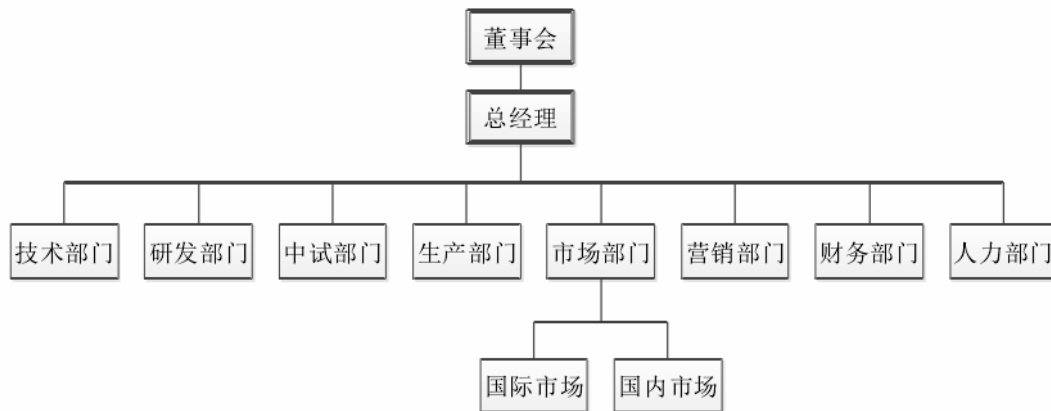 董事会
总经理
技术部门
研发部门
中试部门
生产部门
市场部门
营销部门
财务部门
人力部门
国际市场
国内市场